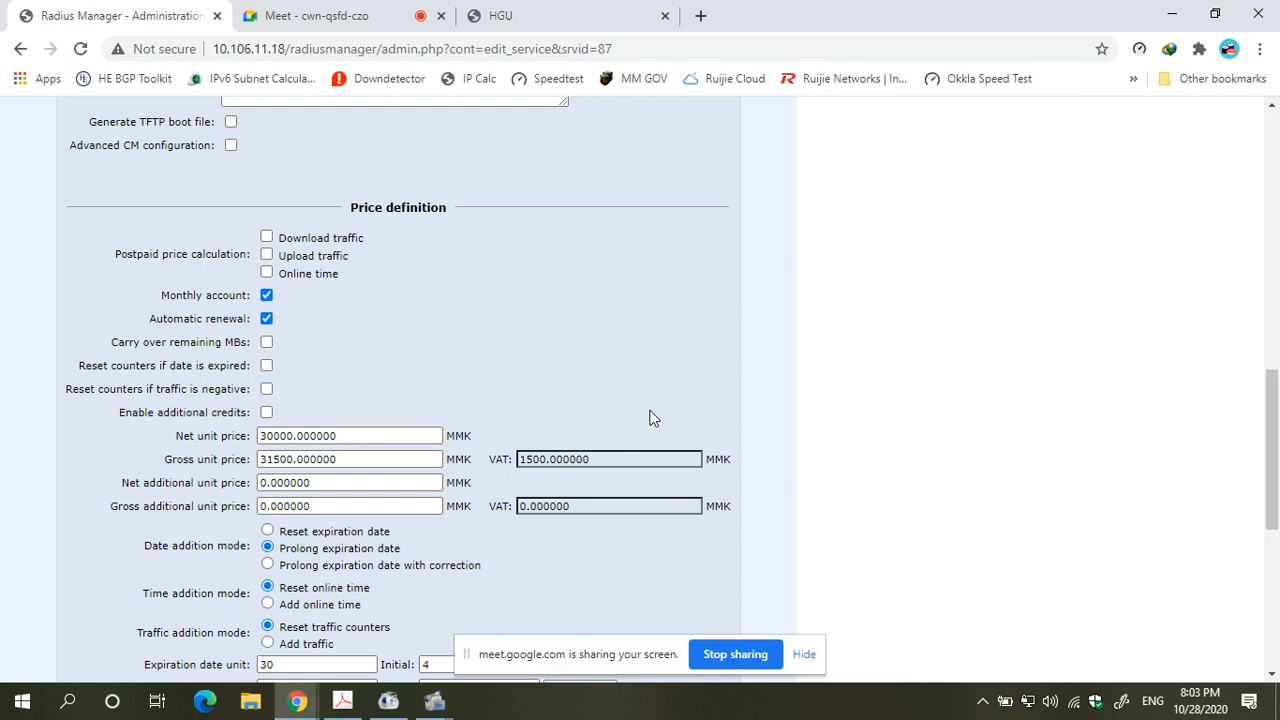 Radius Manager - Administration
Meet - cwn-qsfd-czo
HGU
Not secure
10.106.11.18/radiusmanager/admin.php?cont=edit_service&srvid=87
Apps
HE BGP Toolkit
IPv6 Subnet Calcula...
Downdetector
IP Calc
Speedtest
MM GOV
Ruijie Cloud
Ruijie Networks | In...
Okkla Speed Test
»
Other bookmarks
Generate TFTP boot file:
Advanced CM configuration:
Price definition
Postpaid price calculation:
Download traffic
Upload traffic
Online time
Monthly account:
Automatic renewal:
Carry over remaining MBs:
Reset counters if date is expired:
Reset counters if traffic is negative:
Enable additional credits:
Net unit price: 30000.000000 MMK
Gross unit price: 31500.000000 MMK VAT: 1500.000000 MMK
Net additional unit price: 0.000000 MMK
Gross additional unit price: 0.000000 MMK VAT: 0.000000 MMK
Date addition mode:
Reset expiration date
Prolong expiration date
Prolong expiration date with correction
Time addition mode:
Reset online time
Add online time
Traffic addition mode:
Reset traffic counters
Add traffic
Expiration date unit: 30 Initial: 4
meet.google.com is sharing your screen.
Stop sharing
Hide
ENG
8:03 PM
10/28/2020